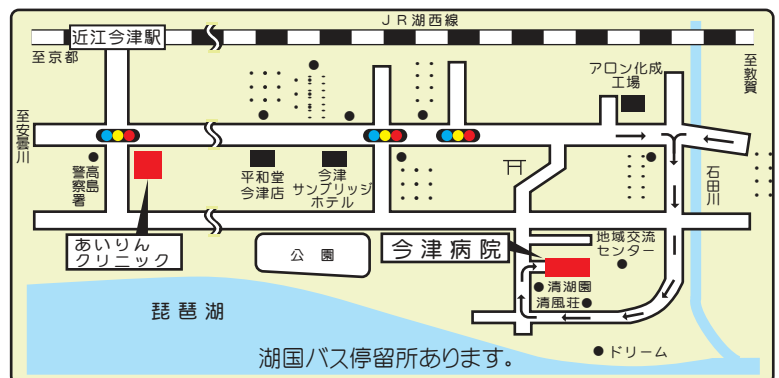 JR湖西線
近江今津駅
至京都
至敦賀
アロン化成
工場
至安曇川
高島
警察署
平和堂
今津店
今津
サンブリッジ
ホテル
石田川
あいりん
クリニック
公園
今津病院
地域交流
センター
清湖園
清風荘
琵琶湖
湖国バス停留所あります。
ドリーム